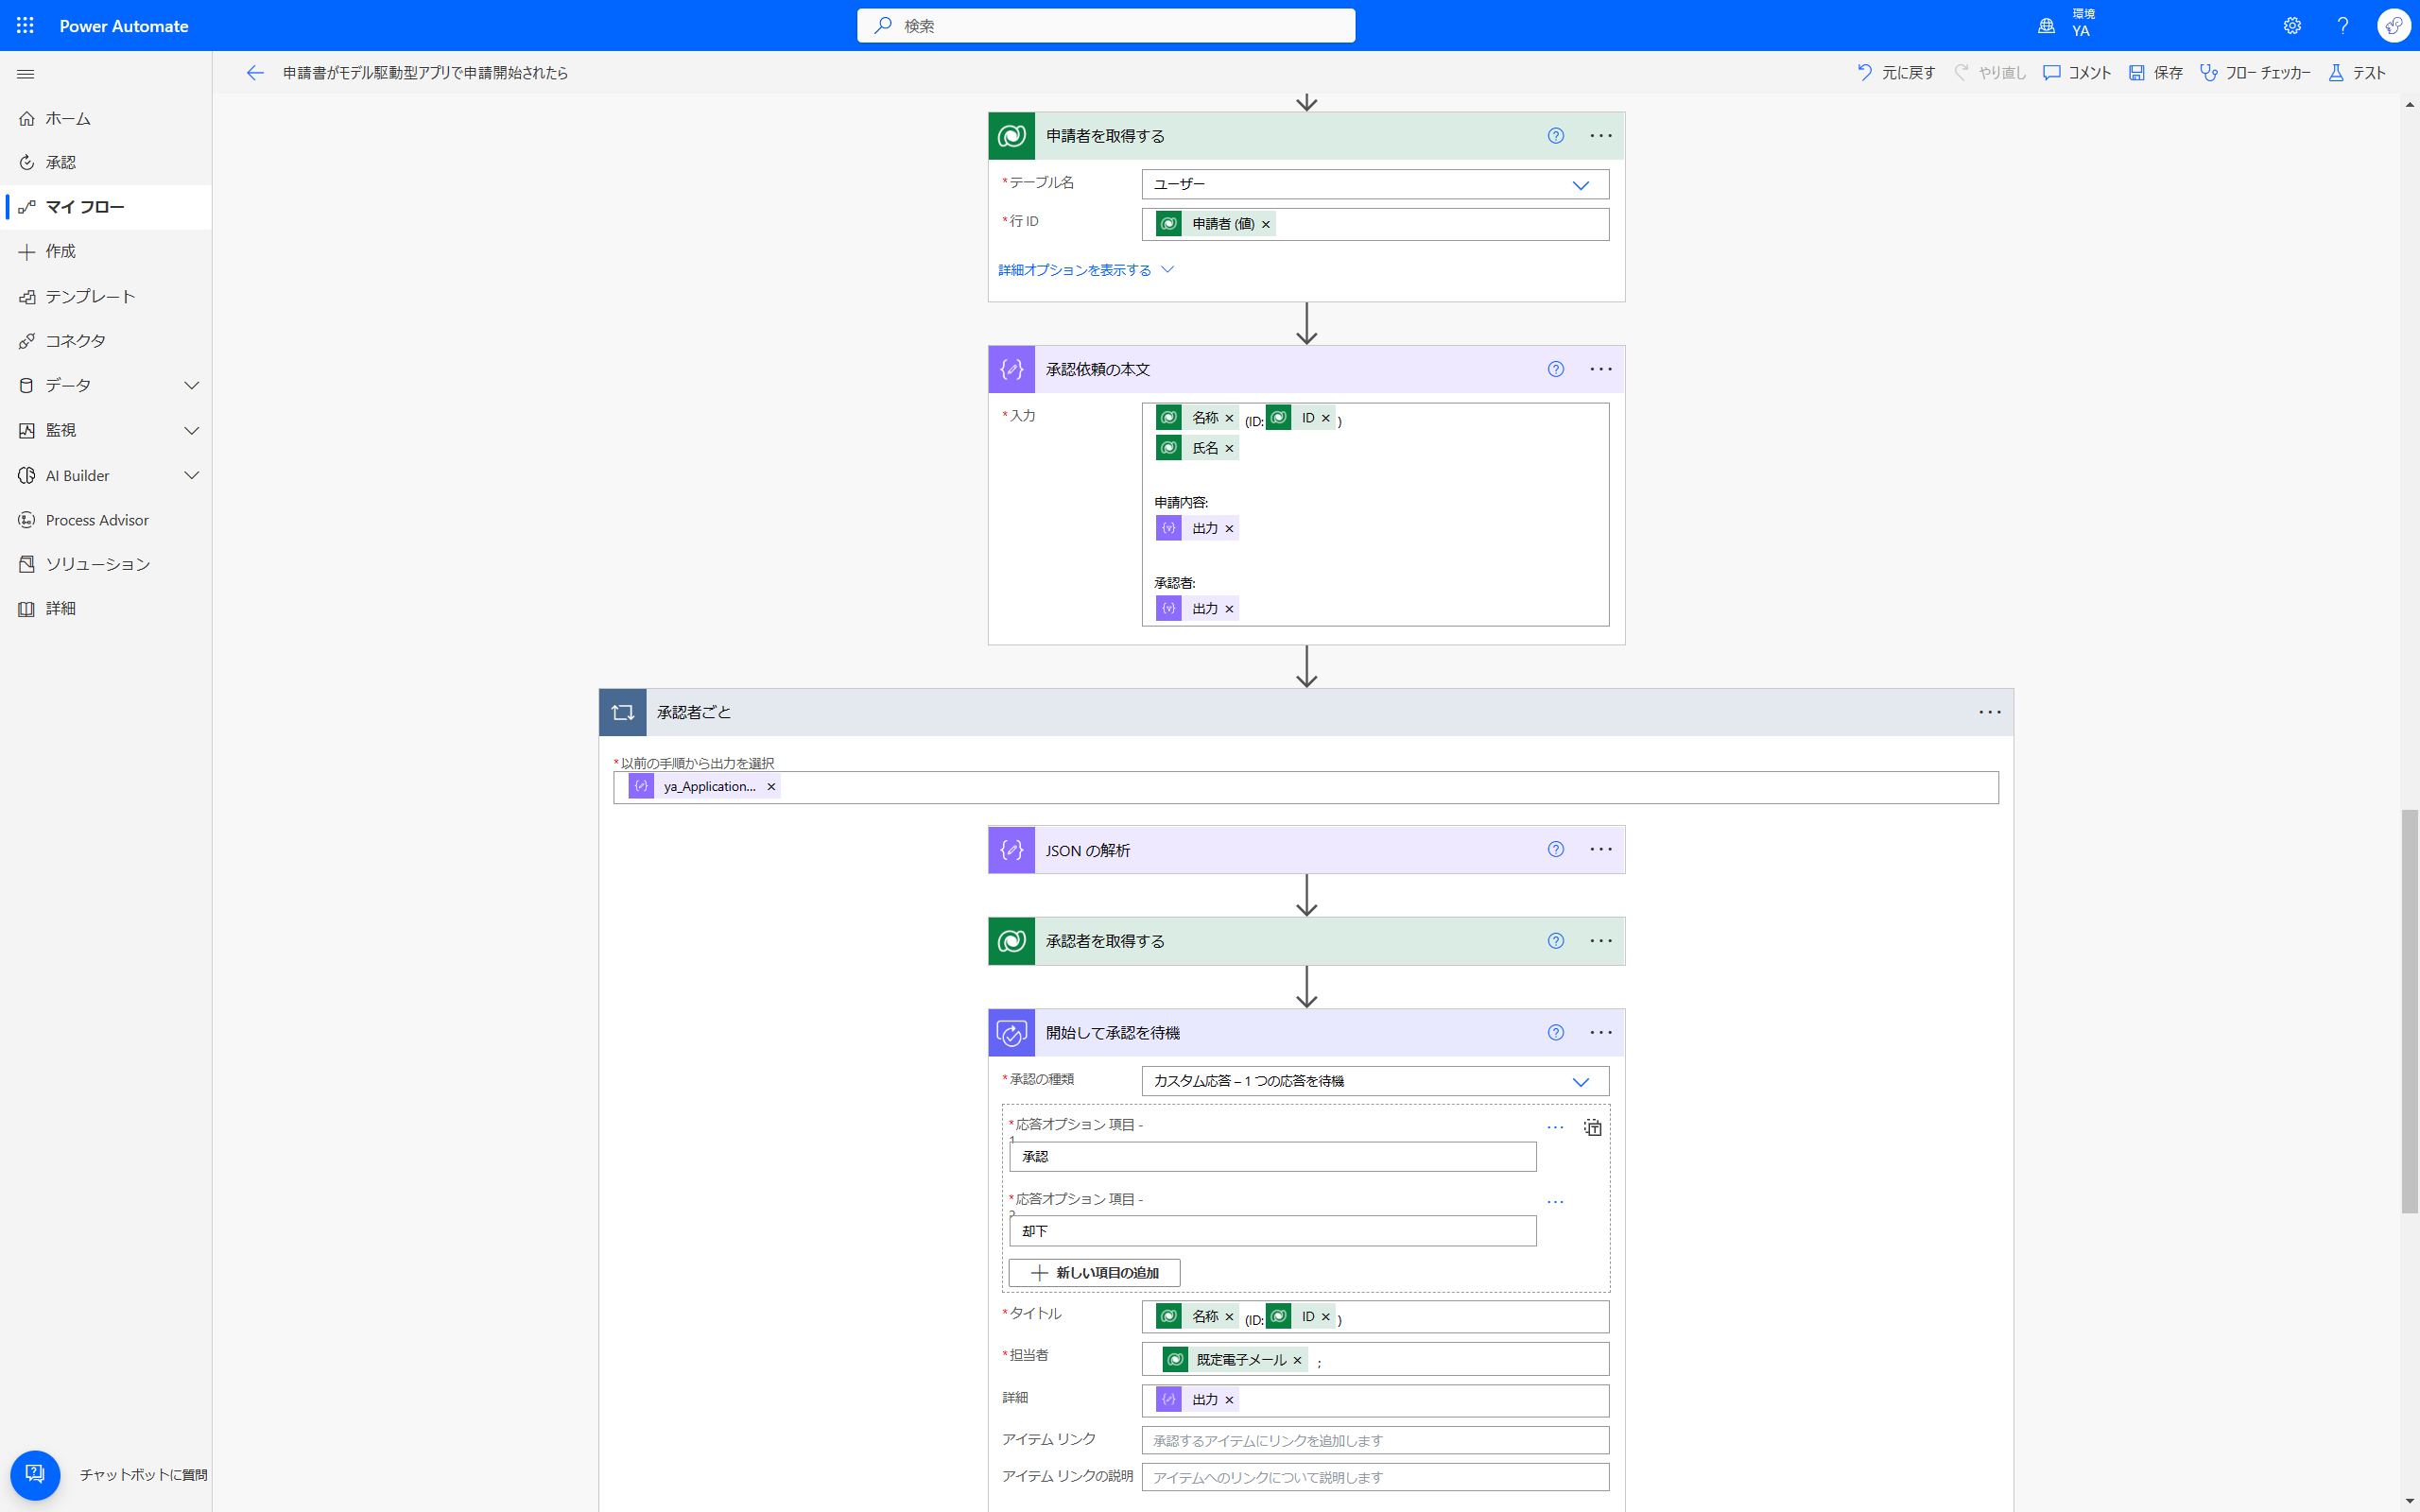 Power Automate
検索
環境
YA
申請書がモデル駆動型アプリで申請開始されたら
元に戻す
やり直し
コメント
保存
フロー チェッカー
テスト
ホーム
承認
マイ フロー
作成
テンプレート
コネクタ
データ
監視
AI Builder
Process Advisor
ソリューション
詳細
チャットボットに質問
申請者を取得する
*テーブル名
ユーザー
*行 ID
申請者 (値) ×
詳細オプションを表示する
承認依頼の本文
*入力
名称 × (ID: ID × )
氏名 ×
申請内容:
出力 ×
承認者:
出力 ×
承認者ごと
*以前の手順から出力を選択
ya_Application... ×
JSON の解析
承認者を取得する
開始して承認を待機
*承認の種類
カスタム応答 – 1 つの応答を待機
*応答オプション 項目 -
1
承認
*応答オプション 項目 -
2
却下
新しい項目の追加
*タイトル
名称 × (ID: ID × )
*担当者
既定電子メール × ;
詳細
出力 ×
アイテム リンク
承認するアイテムにリンクを追加します
アイテム リンクの説明
アイテムへのリンクについて説明します